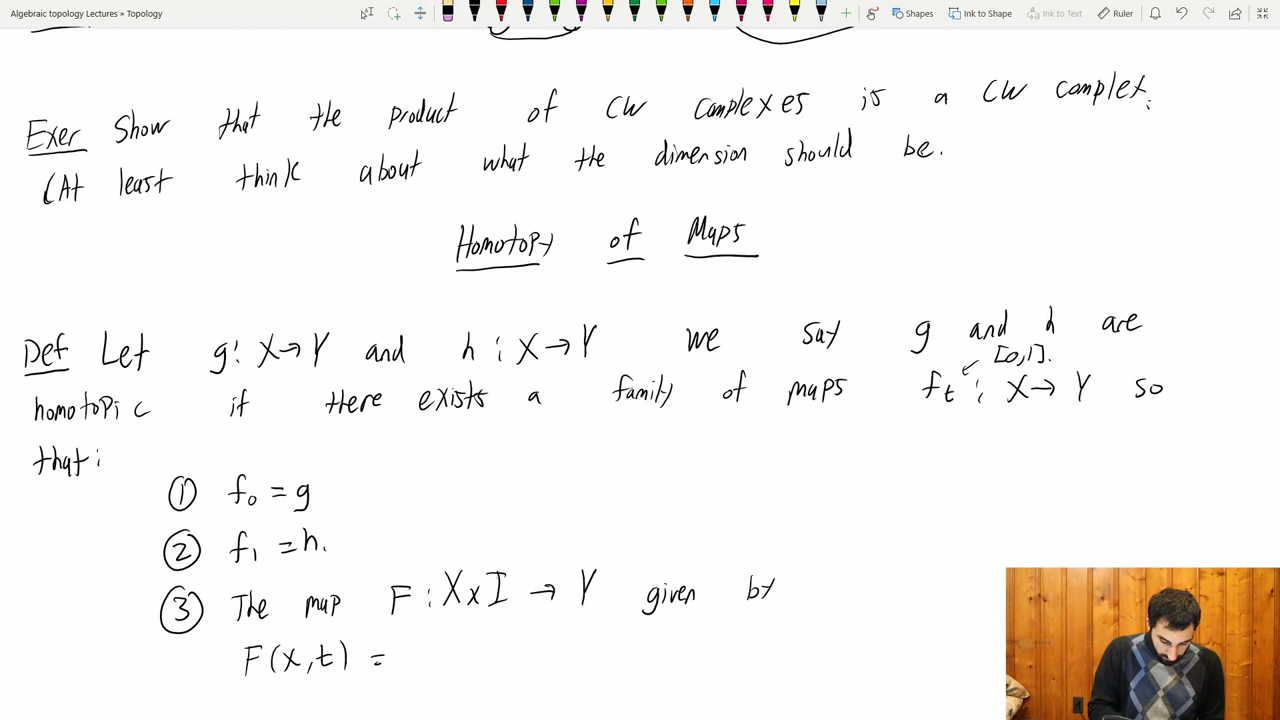 Algebraic topology Lectures » Topology
Shapes Ink to Shape Ink to Text Ruler
Exer Show that the product of CW complexes is a CW complex.
(At least think about what the dimension should be.
Homotopy of Maps
Def Let g : X → Y and h : X → Y we say g and h are
[0,1].
homotopic if there exists a family of maps f_t : X → Y so
that:
① f_0 = g
② f_1 = h.
③ The map F : X x I → Y given by
F(x,t) =